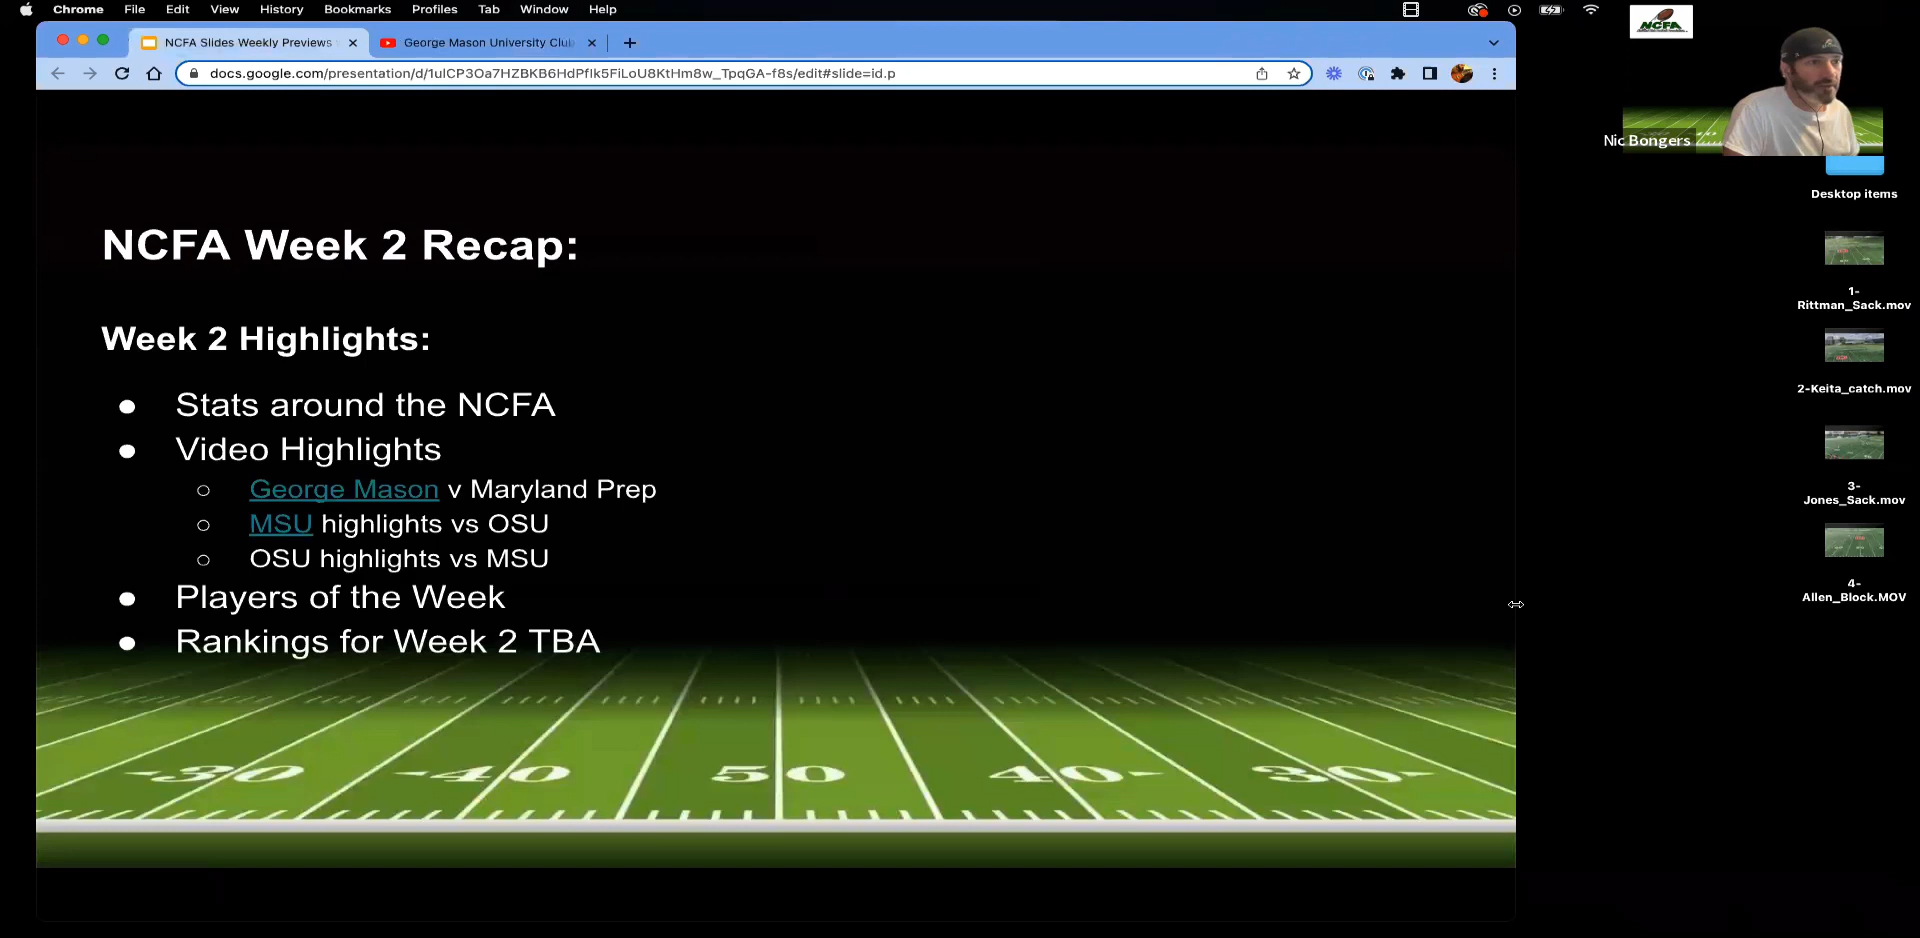 Chrome File Edit View History Bookmarks Profiles Tab Window Help
NCFA Slides Weekly Previews
George Mason University Club
docs.google.com/presentation/d/1ulCP3Oa7HZBKB6HdPflk5FiLoU8KtHm8w_TpqGA-f8s/edit#slide=id.p
NCFA
Nic Bongers
NCFA Week 2 Recap:
Week 2 Highlights:
● Stats around the NCFA
● Video Highlights
○ George Mason v Maryland Prep
○ MSU highlights vs OSU
○ OSU highlights vs MSU
● Players of the Week
● Rankings for Week 2 TBA
30 40 50 40 30
Desktop items
1-
Rittman_Sack.mov
2-Keita_catch.mov
3-
Jones_Sack.mov
4-
Allen_Block.MOV